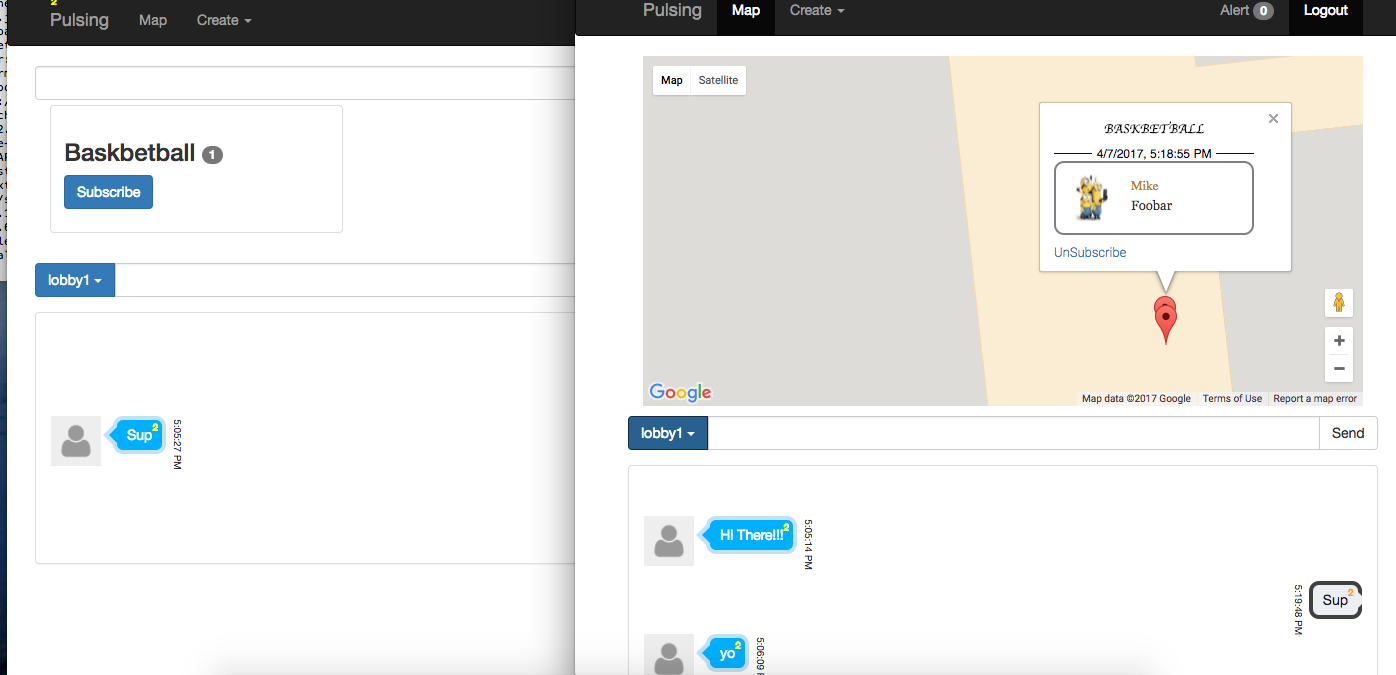 2
Pulsing Map Create
Baskbetball 1
Subscribe
lobby1
Sup 2
5:05:27 PM
Pulsing Map Create Alert 0 Logout
Map Satellite
BASKBETBALL
4/7/2017, 5:18:55 PM
Mike
Foobar
UnSubscribe
Google
Map data ©2017 Google Terms of Use Report a map error
lobby1 Send
Hi There!!! 2
5:05:14 PM
Sup 2
5:19:48 PM
yo 2
5:06:09